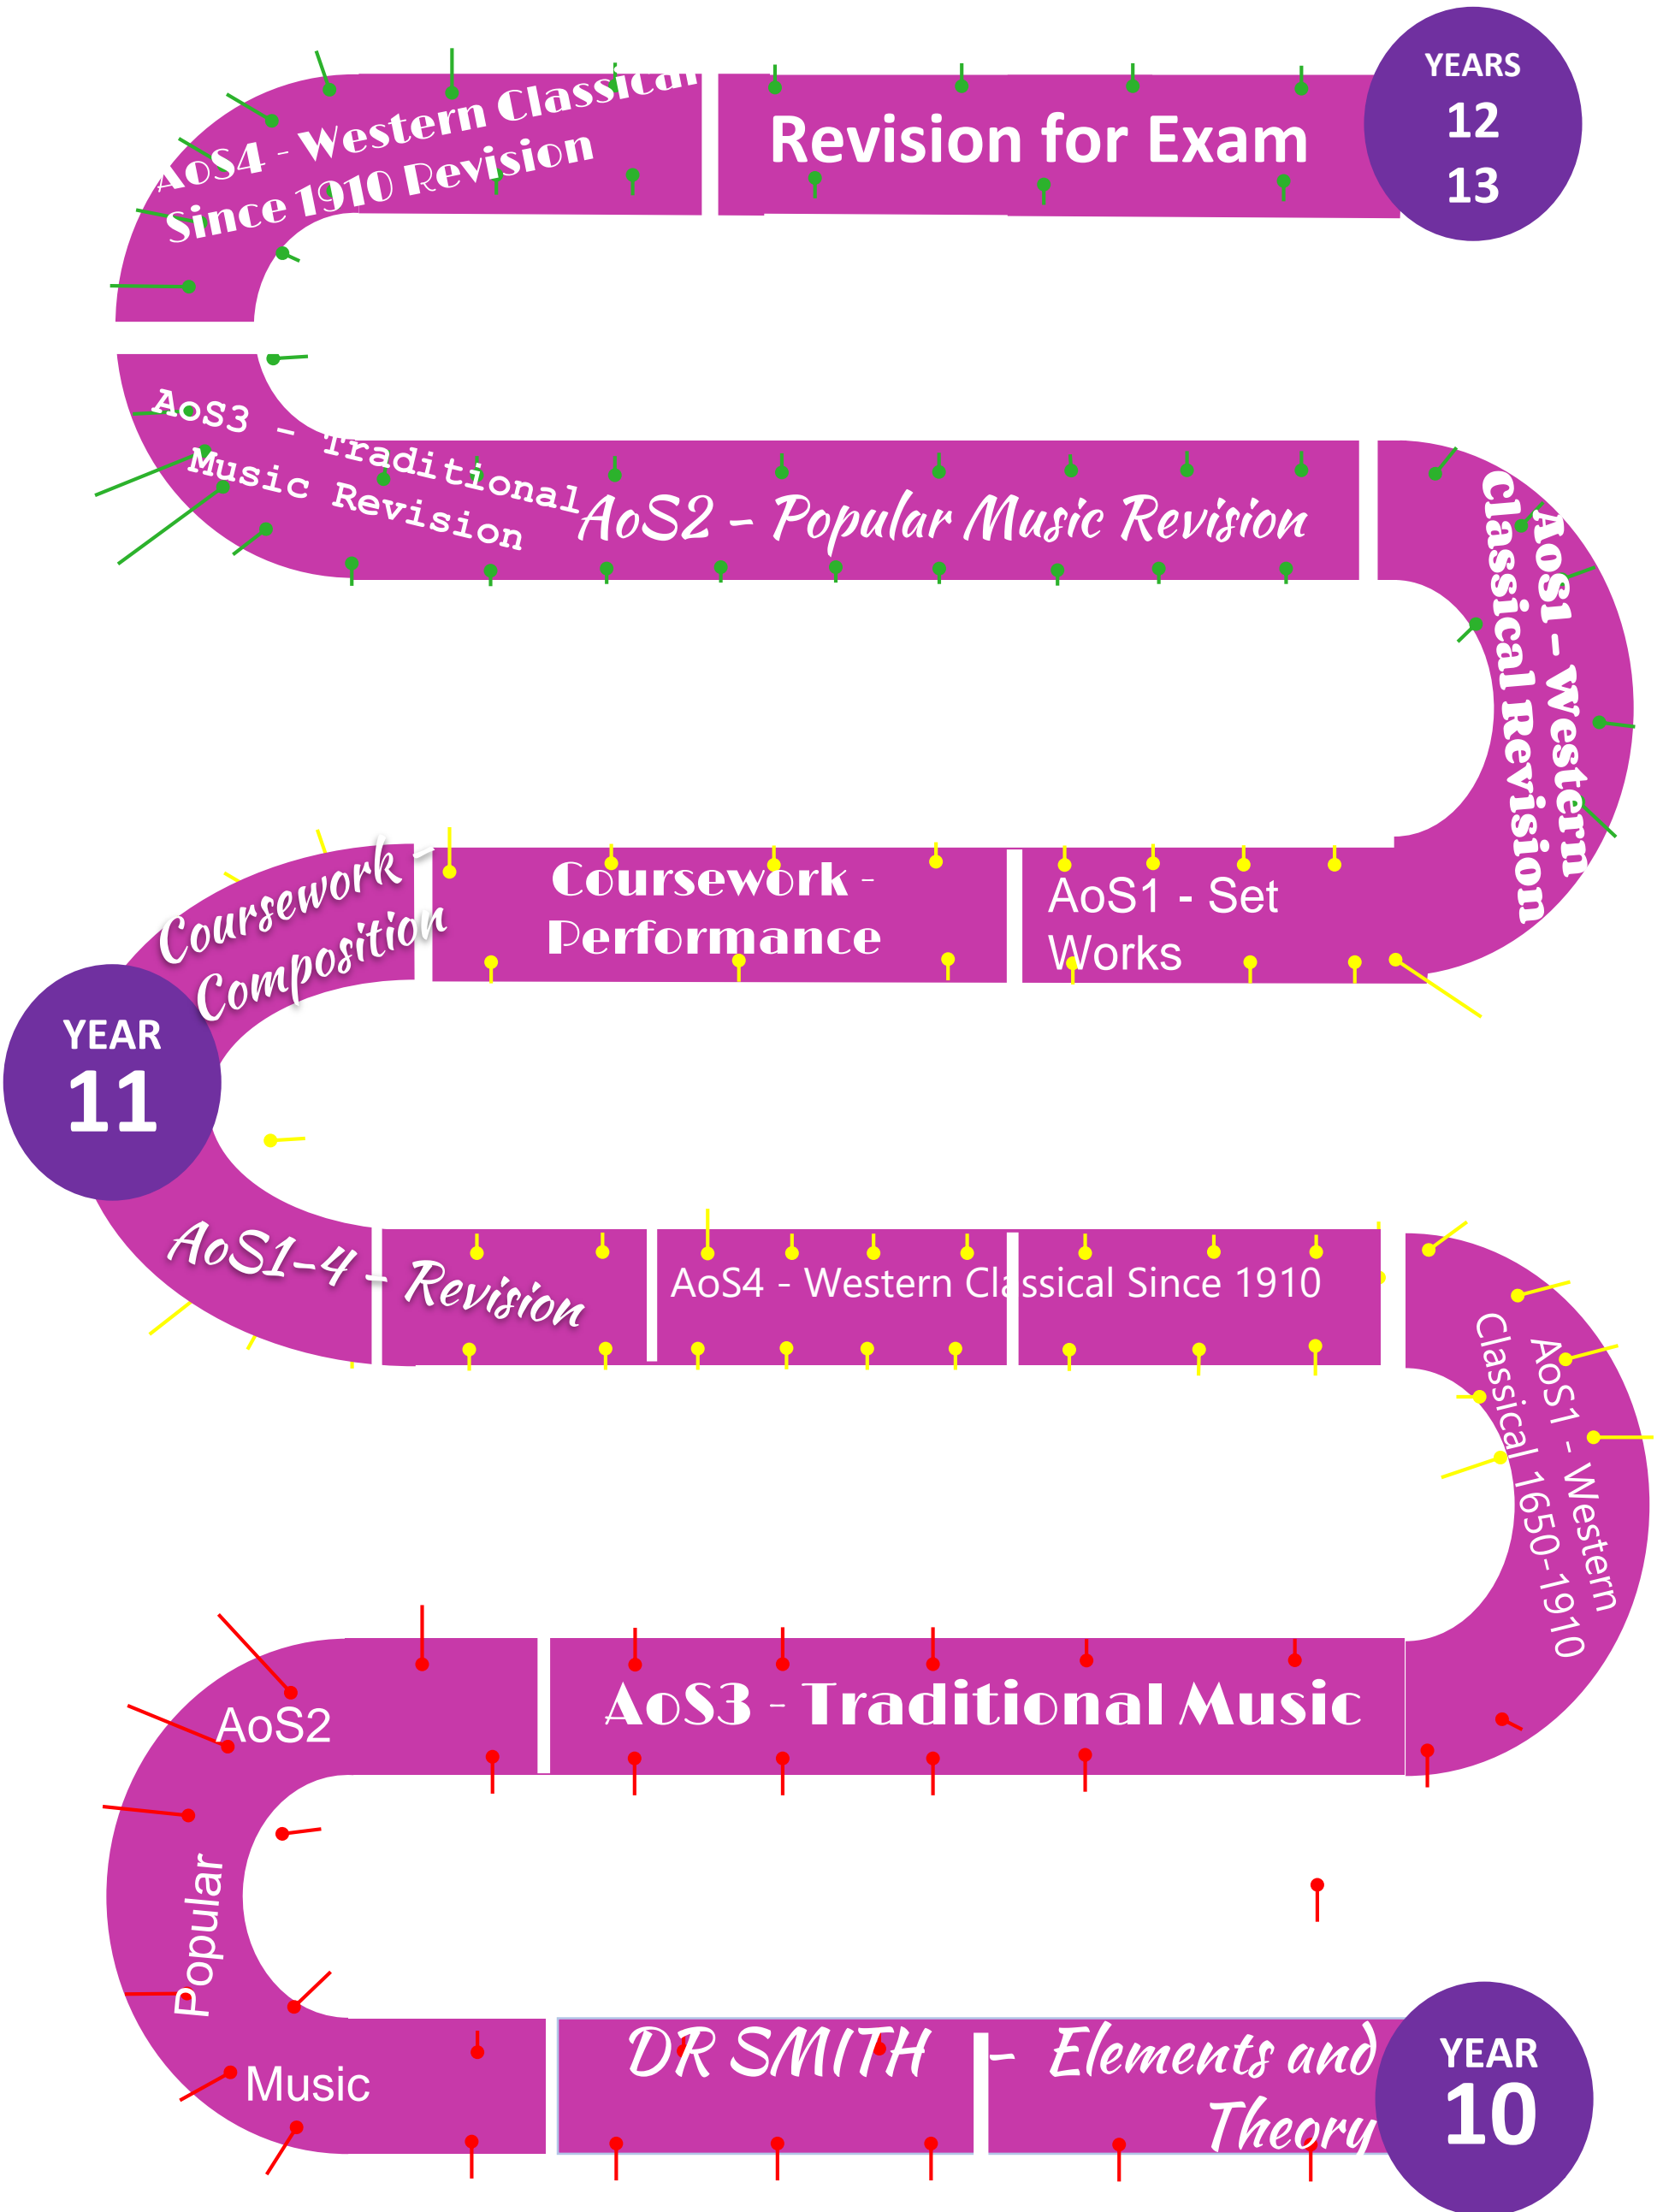 YEARS
12
13
Revision for Exam
AoS4 - Western Classical
Since 1910 Revision
AoS3 - Traditional
Music Revision
AoS2 - Popular Music Revision
AoS1 - Western
Classical Revision
AoS1 - Set
Works
Coursework -
Performance
Coursework -
Composition
YEAR
11
AoS1-4 - Revision
AoS4 - Western Classical Since 1910
AoS1 - Western
Classical 1650-1910
AoS3 - Traditional Music
AoS2
Popular
Music
DR SMITH - Elements and
Theory
YEAR
10